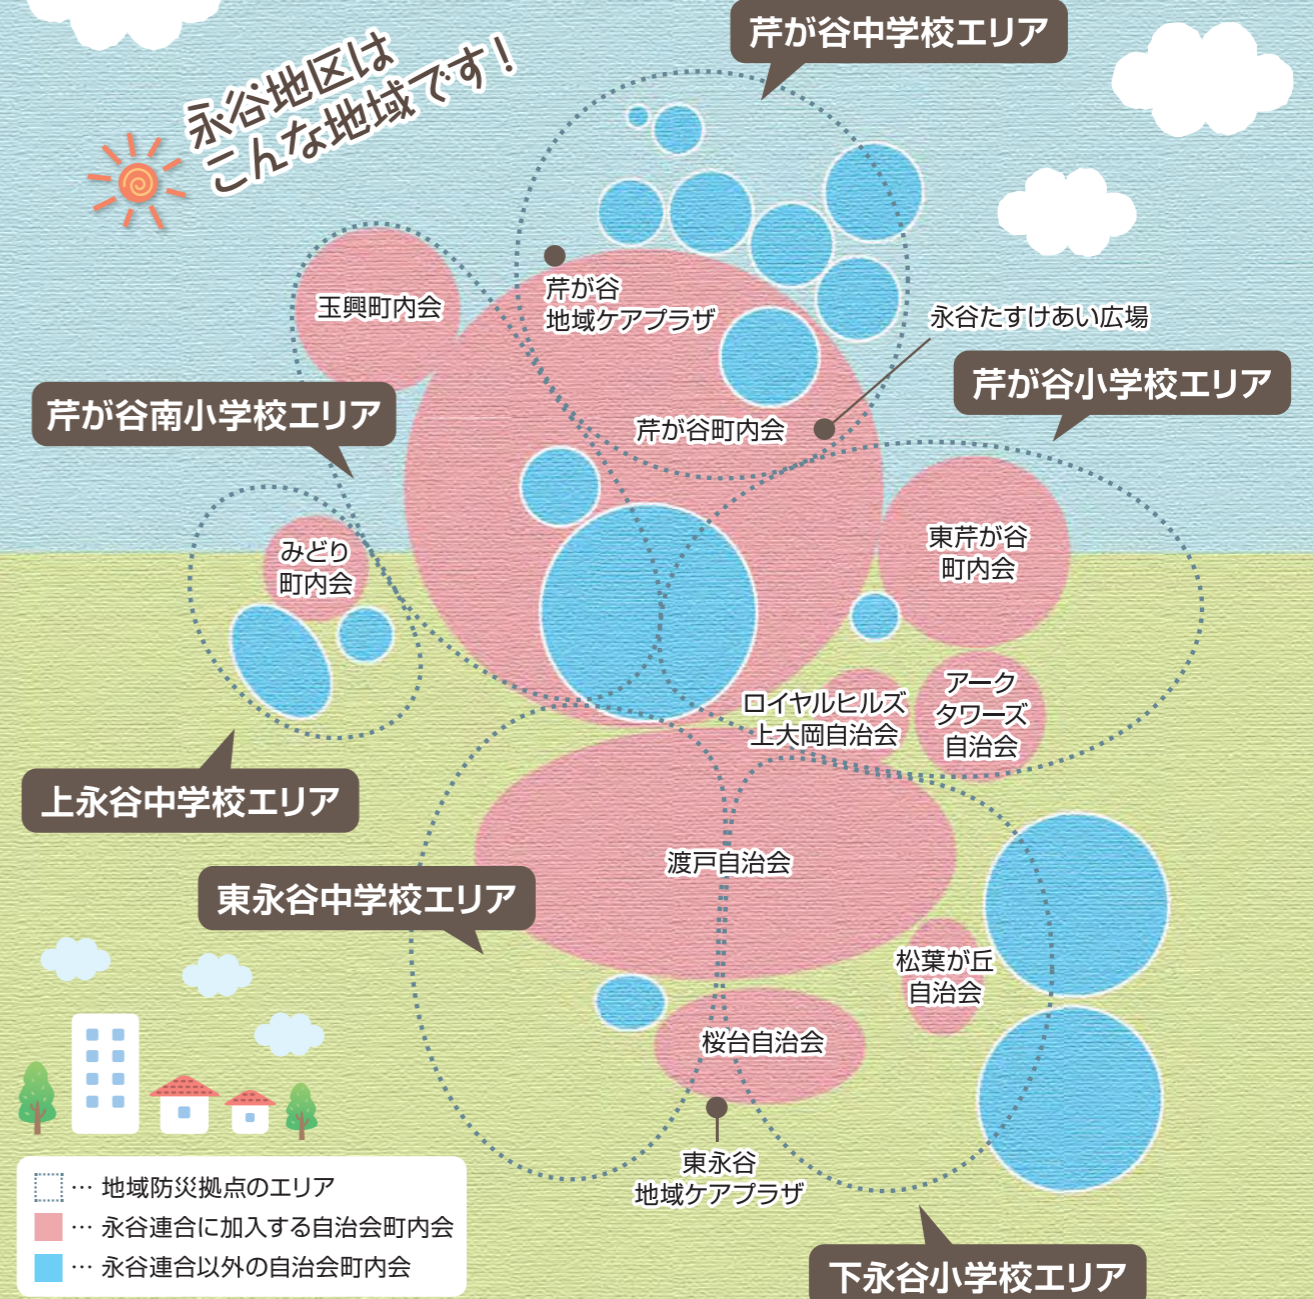 永谷地区は
こんな地域です！
芹が谷中学校エリア
玉興町内会
芹が谷
地域ケアプラザ
永谷たすけあい広場
芹が谷小学校エリア
芹が谷南小学校エリア
芹が谷町内会
東芹が谷
町内会
みどり
町内会
ロイヤルヒルズ
上大岡自治会
アーク
タワーズ
自治会
上永谷中学校エリア
渡戸自治会
東永谷中学校エリア
松葉が丘
自治会
桜台自治会
東永谷
地域ケアプラザ
… 地域防災拠点のエリア
… 永谷連合に加入する自治会町内会
… 永谷連合以外の自治会町内会
下永谷小学校エリア